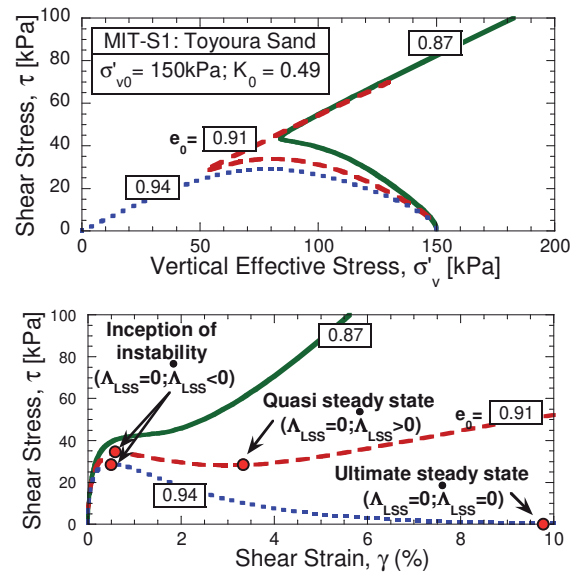 MIT-S1: Toyoura Sand
σ'v0= 150kPa; K0 = 0.49
0.87
e0= 0.91
0.94
100
80
60
40
20
0
Shear Stress, τ [kPa]
0 50 100 150 200
Vertical Effective Stress, σ'v [kPa]
Inception of
instability
(ΛLSS=0;Λ̇LSS<0)
0.87
Quasi steady state
(ΛLSS=0;Λ̇LSS>0)
e0= 0.91
Ultimate steady state
(ΛLSS=0;Λ̇LSS=0)
0.94
100
80
60
40
20
0
Shear Stress, τ [kPa]
0 2 4 6 8 10
Shear Strain, γ (%)